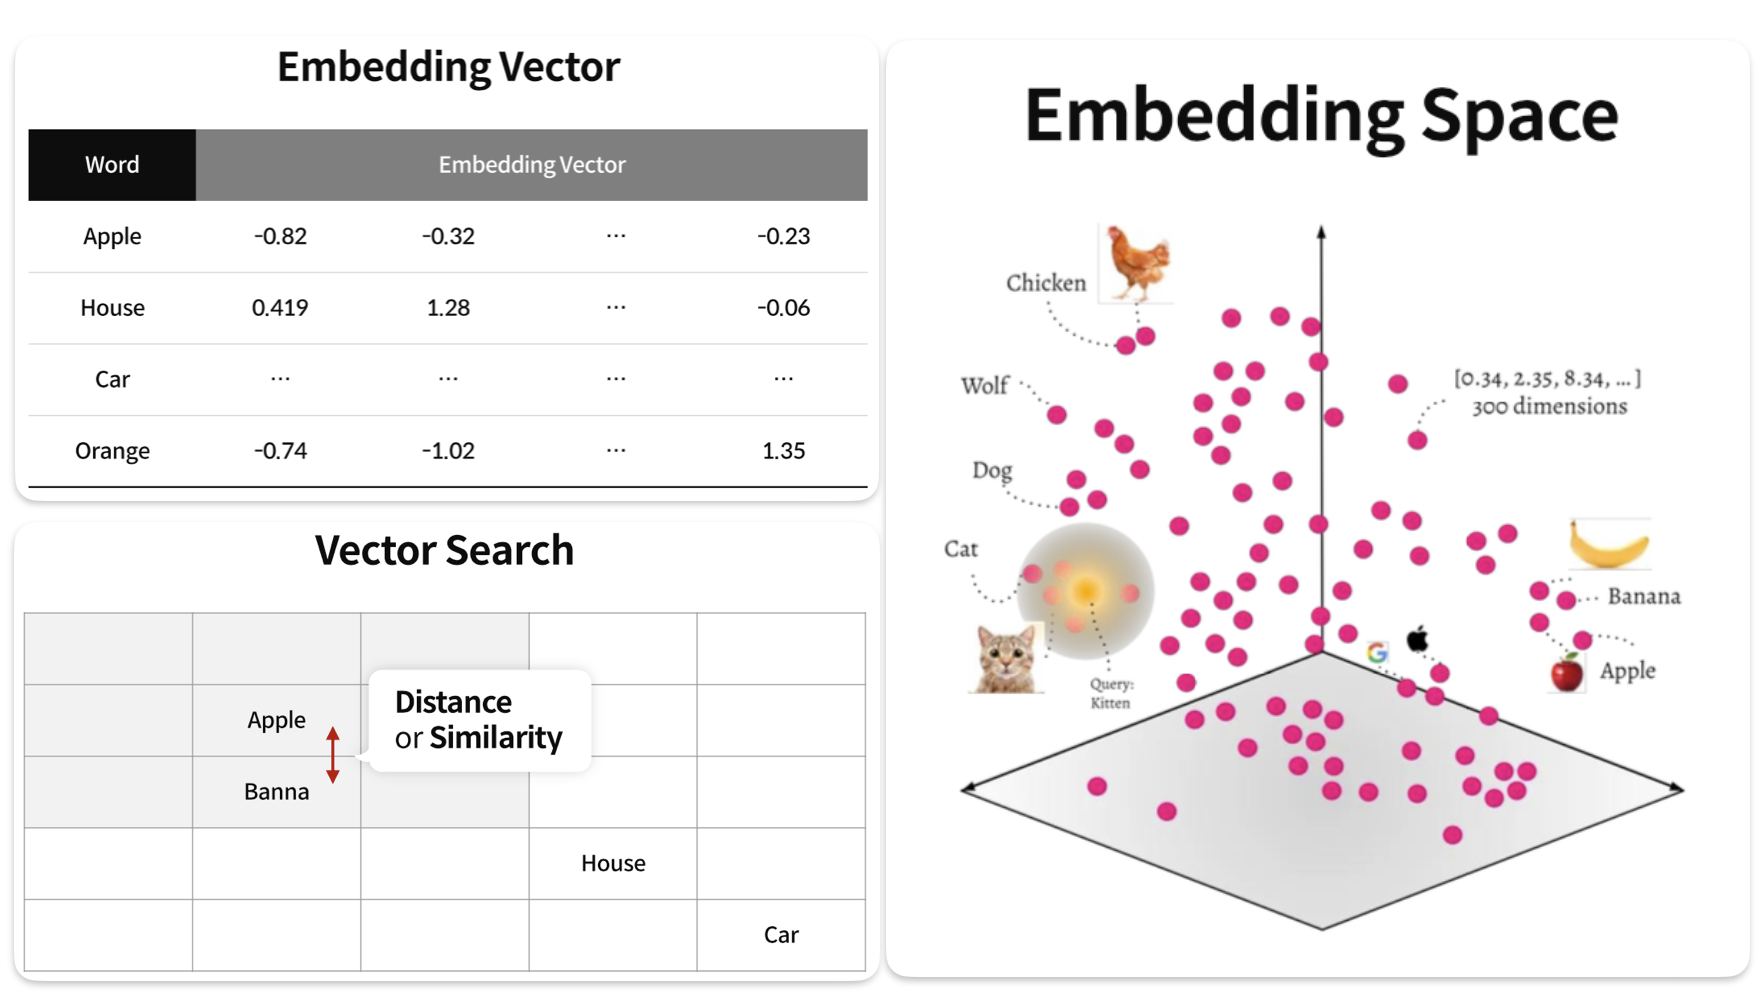 Embedding Vector
Word Embedding Vector
Apple -0.82 -0.32 ... -0.23
House 0.419 1.28 ... -0.06
Car ... ... ... ...
Orange -0.74 -1.02 ... 1.35
Vector Search
Apple
Banna
Distance
or Similarity
House
Car
Embedding Space
Chicken
Wolf
[0.34, 2.35, 8.34, ...]
300 dimensions
Dog
Cat
Banana
G
Apple
Query:
Kitten